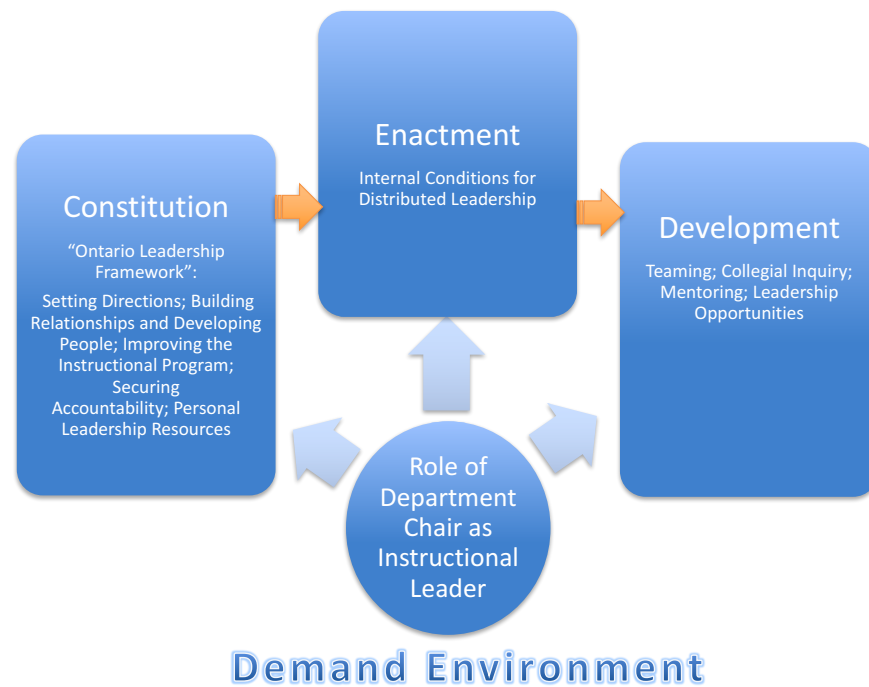 Constitution
“Ontario Leadership
Framework”:
Setting Directions; Building
Relationships and Developing
People; Improving the
Instructional Program;
Securing
Accountability; Personal
Leadership Resources
Enactment
Internal Conditions for
Distributed Leadership
Development
Teaming; Collegial Inquiry;
Mentoring; Leadership
Opportunities
Role of
Department
Chair as
Instructional
Leader
Demand Environment